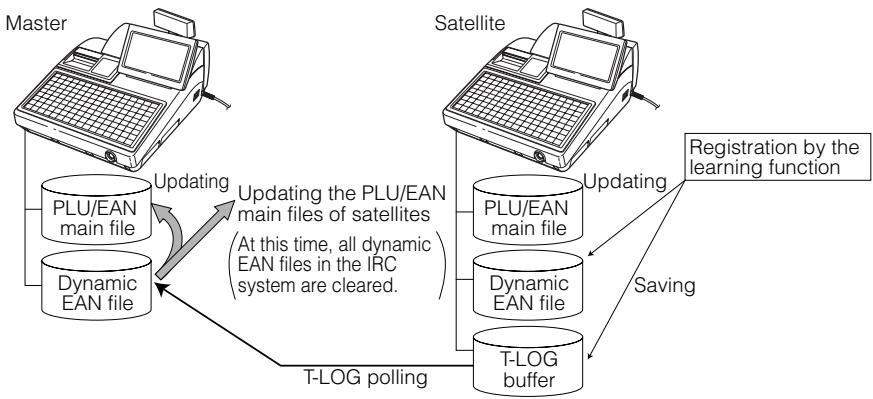 Master
Satellite
Updating
PLU/EAN
main file
Dynamic
EAN file
Updating the PLU/EAN
main files of satellites
At this time, all dynamic
EAN files in the IRC
system are cleared.
Updating
PLU/EAN
main file
Dynamic
EAN file
T-LOG
buffer
Registration by the
learning function
Saving
T-LOG polling